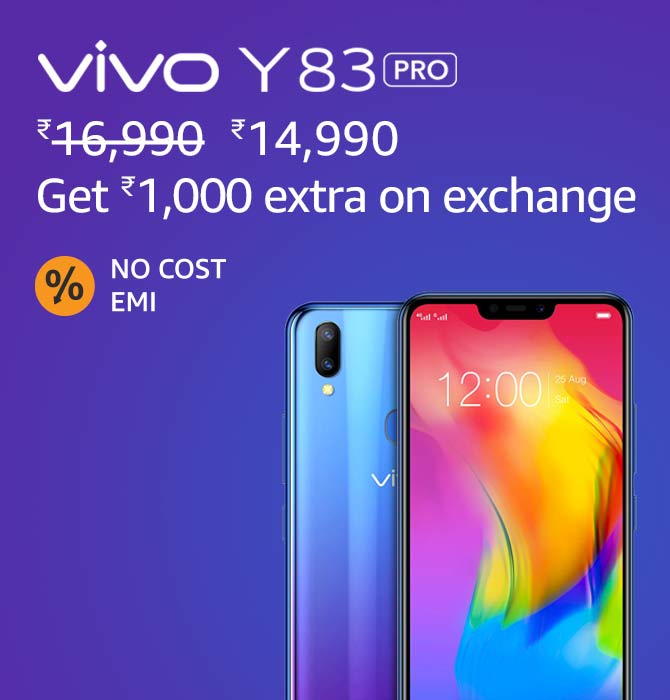 vivo Y83 PRO
₹16,990 ₹14,990
Get ₹1,000 extra on exchange
% NO COST
EMI
12:00 25 Aug
Sat